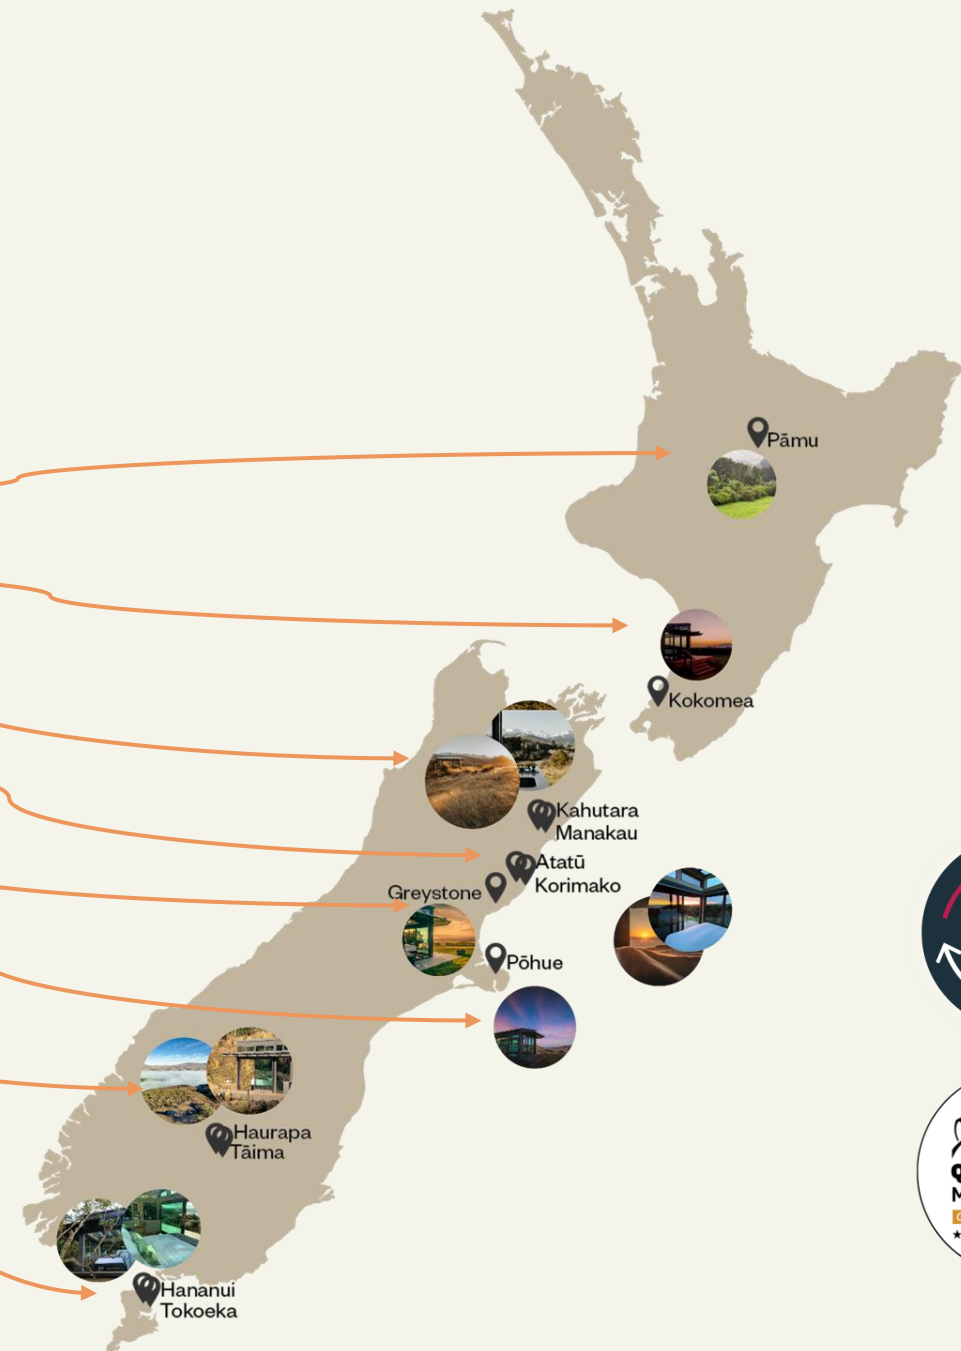 Pāmu
Kokomea
Kahutara
Manakau
Atatū
Korimako
Greystone
Pōhue
Haurapa
Tāima
Hananui
Tokoeka